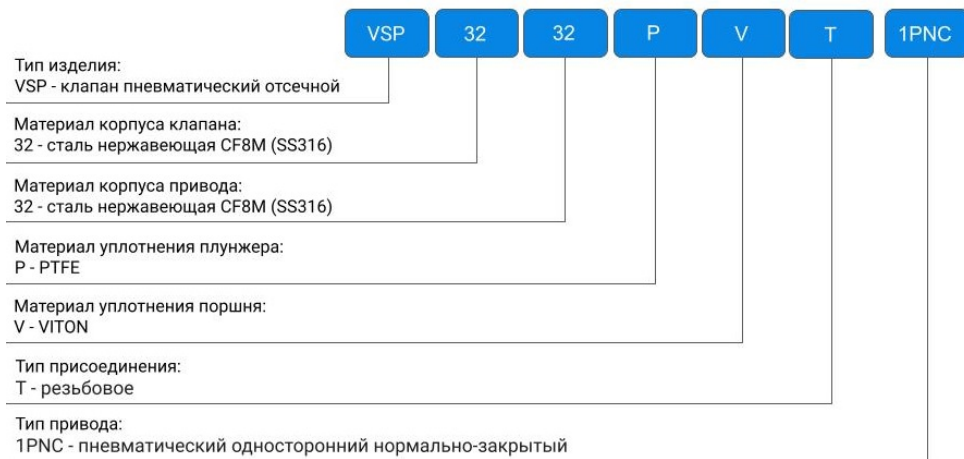 VSP 32 32 P V T 1PNC
Тип изделия:
VSP - клапан пневматический отсечной
Материал корпуса клапана:
32 - сталь нержавеющая CF8M (SS316)
Материал корпуса привода:
32 - сталь нержавеющая CF8M (SS316)
Материал уплотнения плунжера:
P - PTFE
Материал уплотнения поршня:
V - VITON
Тип присоединения:
Т - резьбовое
Тип привода:
1PNC - пневматический односторонний нормально-закрытый